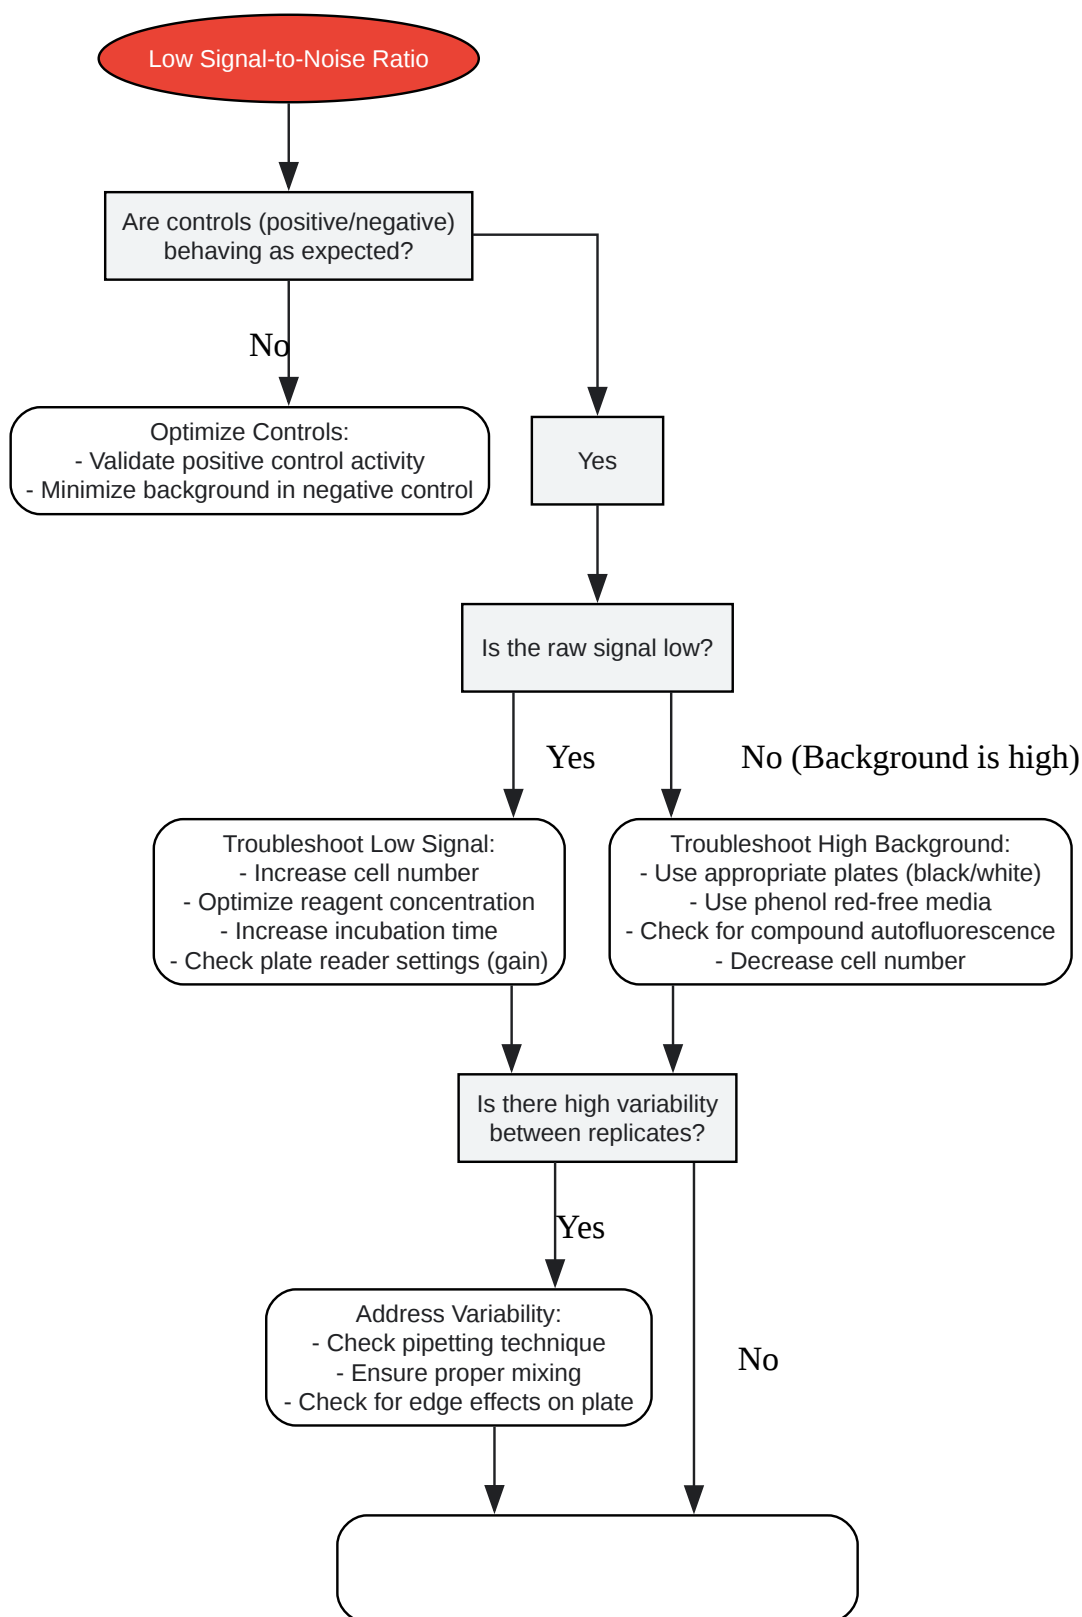 Low Signal-to-Noise Ratio
Are controls (positive/negative)
behaving as expected?
No
Optimize Controls:
- Validate positive control activity
- Minimize background in negative control
Yes
Is the raw signal low?
Yes
No (Background is high)
Troubleshoot Low Signal:
- Increase cell number
- Optimize reagent concentration
- Increase incubation time
- Check plate reader settings (gain)
Troubleshoot High Background:
- Use appropriate plates (black/white)
- Use phenol red-free media
- Check for compound autofluorescence
- Decrease cell number
Is there high variability
between replicates?
Yes
Address Variability:
- Check pipetting technique
- Ensure proper mixing
- Check for edge effects on plate
No